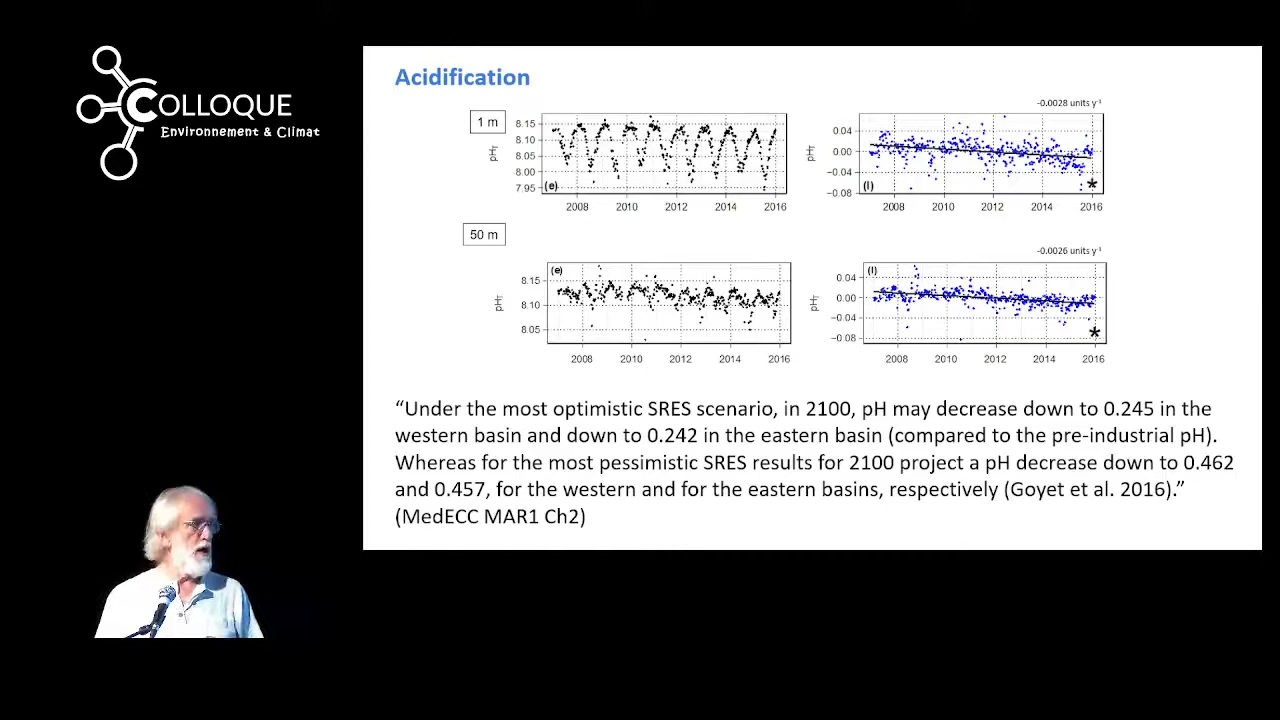 COLLOQUE
Environnement & Climat
Acidification
-0.0028 units y⁻¹
1 m
pHT
8.15
8.10
8.05
8.00
7.95
(e)
2008 2010 2012 2014 2016
pHT
0.04
0.00
−0.04
−0.08
(l)
*
2008 2010 2012 2014 2016
50 m
-0.0026 units y⁻¹
pHT
8.15
8.10
8.05
(e)
2008 2010 2012 2014 2016
pHT
0.04
0.00
−0.04
−0.08
(l)
*
2008 2010 2012 2014 2016
“Under the most optimistic SRES scenario, in 2100, pH may decrease down to 0.245 in the
western basin and down to 0.242 in the eastern basin (compared to the pre-industrial pH).
Whereas for the most pessimistic SRES results for 2100 project a pH decrease down to 0.462
and 0.457, for the western and for the eastern basins, respectively (Goyet et al. 2016).”
(MedECC MAR1 Ch2)